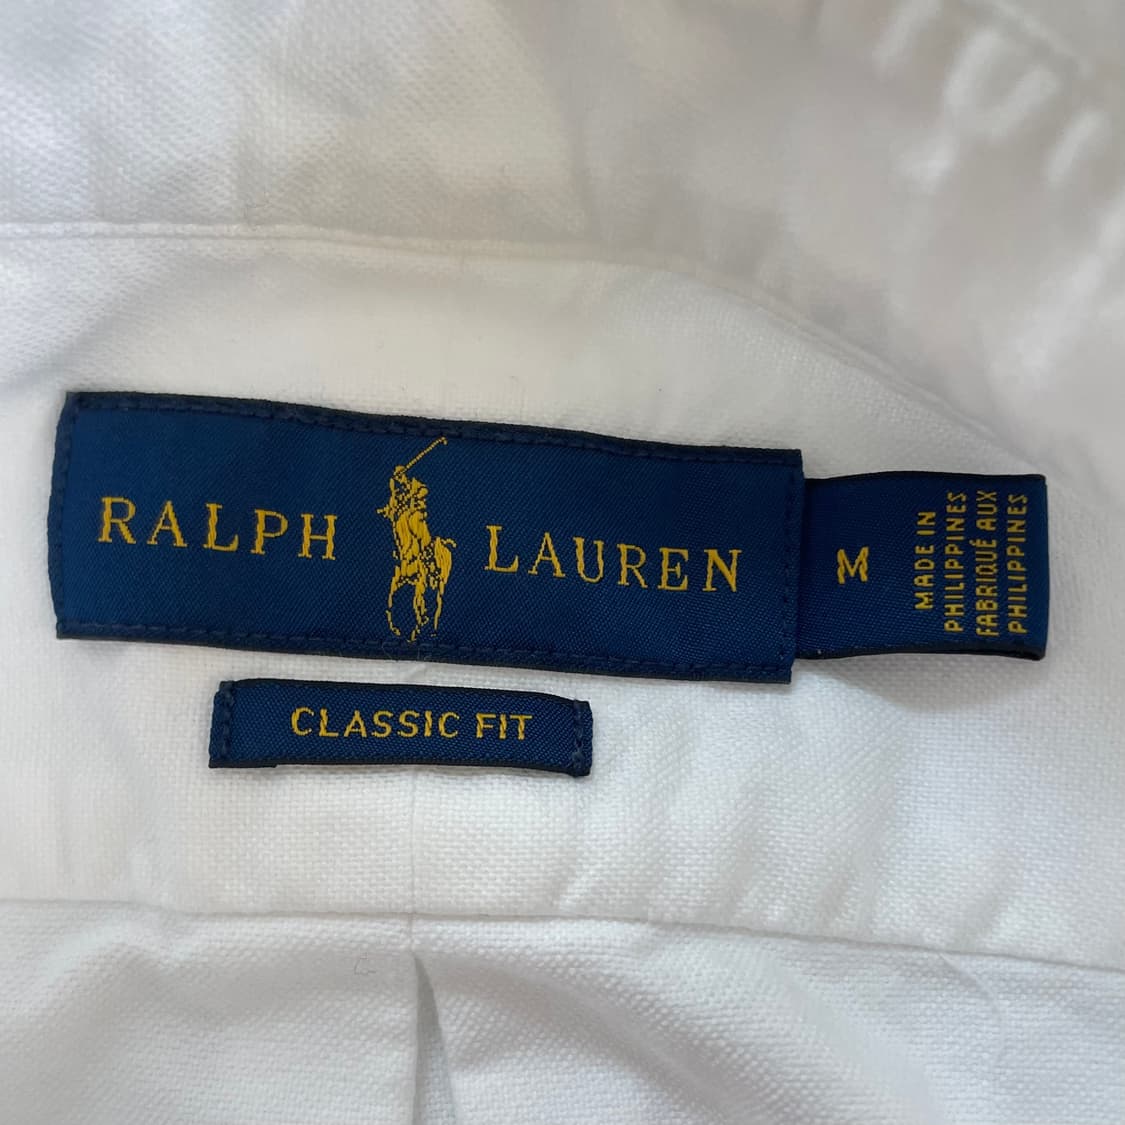 RALPH LAUREN
M
MADE IN
PHILIPPINES
FABRIQUÉ AUX
PHILIPPINES
CLASSIC FIT